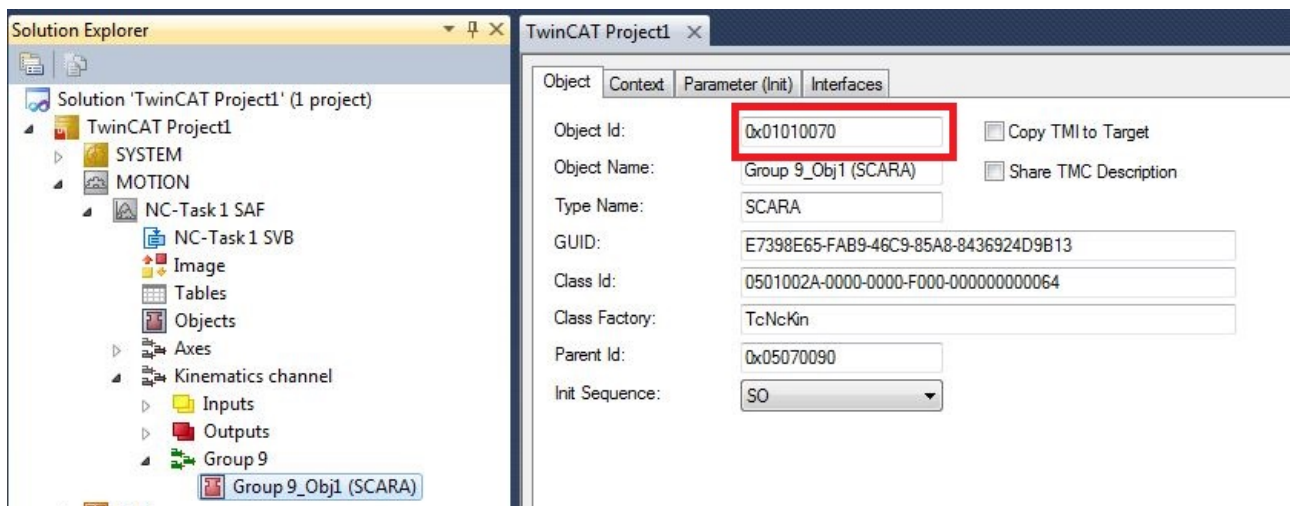 Solution Explorer
Solution 'TwinCAT Project1' (1 project)
TwinCAT Project1
SYSTEM
MOTION
NC-Task 1 SAF
NC-Task 1 SVB
Image
Tables
Objects
Axes
Kinematics channel
Inputs
Outputs
Group 9
Group 9_Obj1 (SCARA)
TwinCAT Project1
Object Context Parameter (Init) Interfaces
Object Id: 0x01010070 Copy TMI to Target
Object Name: Group 9_Obj1 (SCARA) Share TMC Description
Type Name: SCARA
GUID: E7398E65-FAB9-46C9-85A8-8436924D9B13
Class Id: 0501002A-0000-0000-F000-000000000064
Class Factory: TcNcKin
Parent Id: 0x05070090
Init Sequence: SO